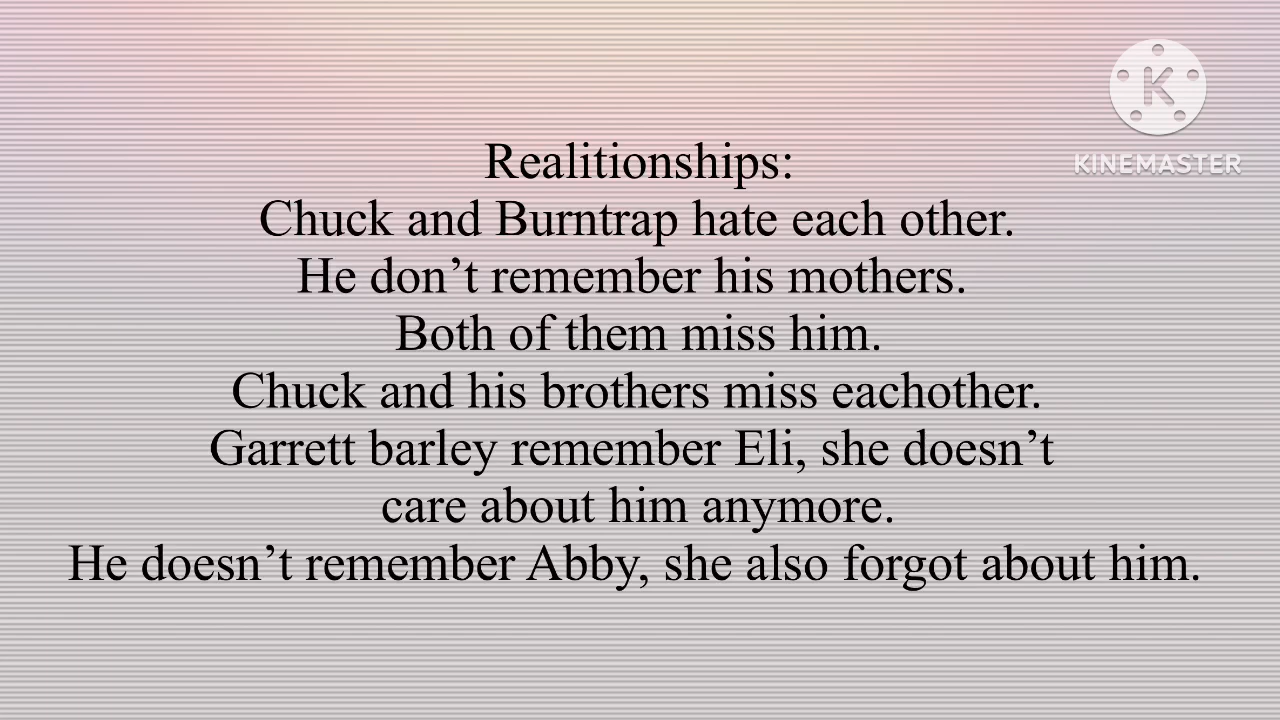 Realitionships:
Chuck and Burntrap hate each other.
He don’t remember his mothers.
Both of them miss him.
Chuck and his brothers miss eachother.
Garrett barley remember Eli, she doesn’t
care about him anymore.
He doesn’t remember Abby, she also forgot about him.
K
KINEMASTER